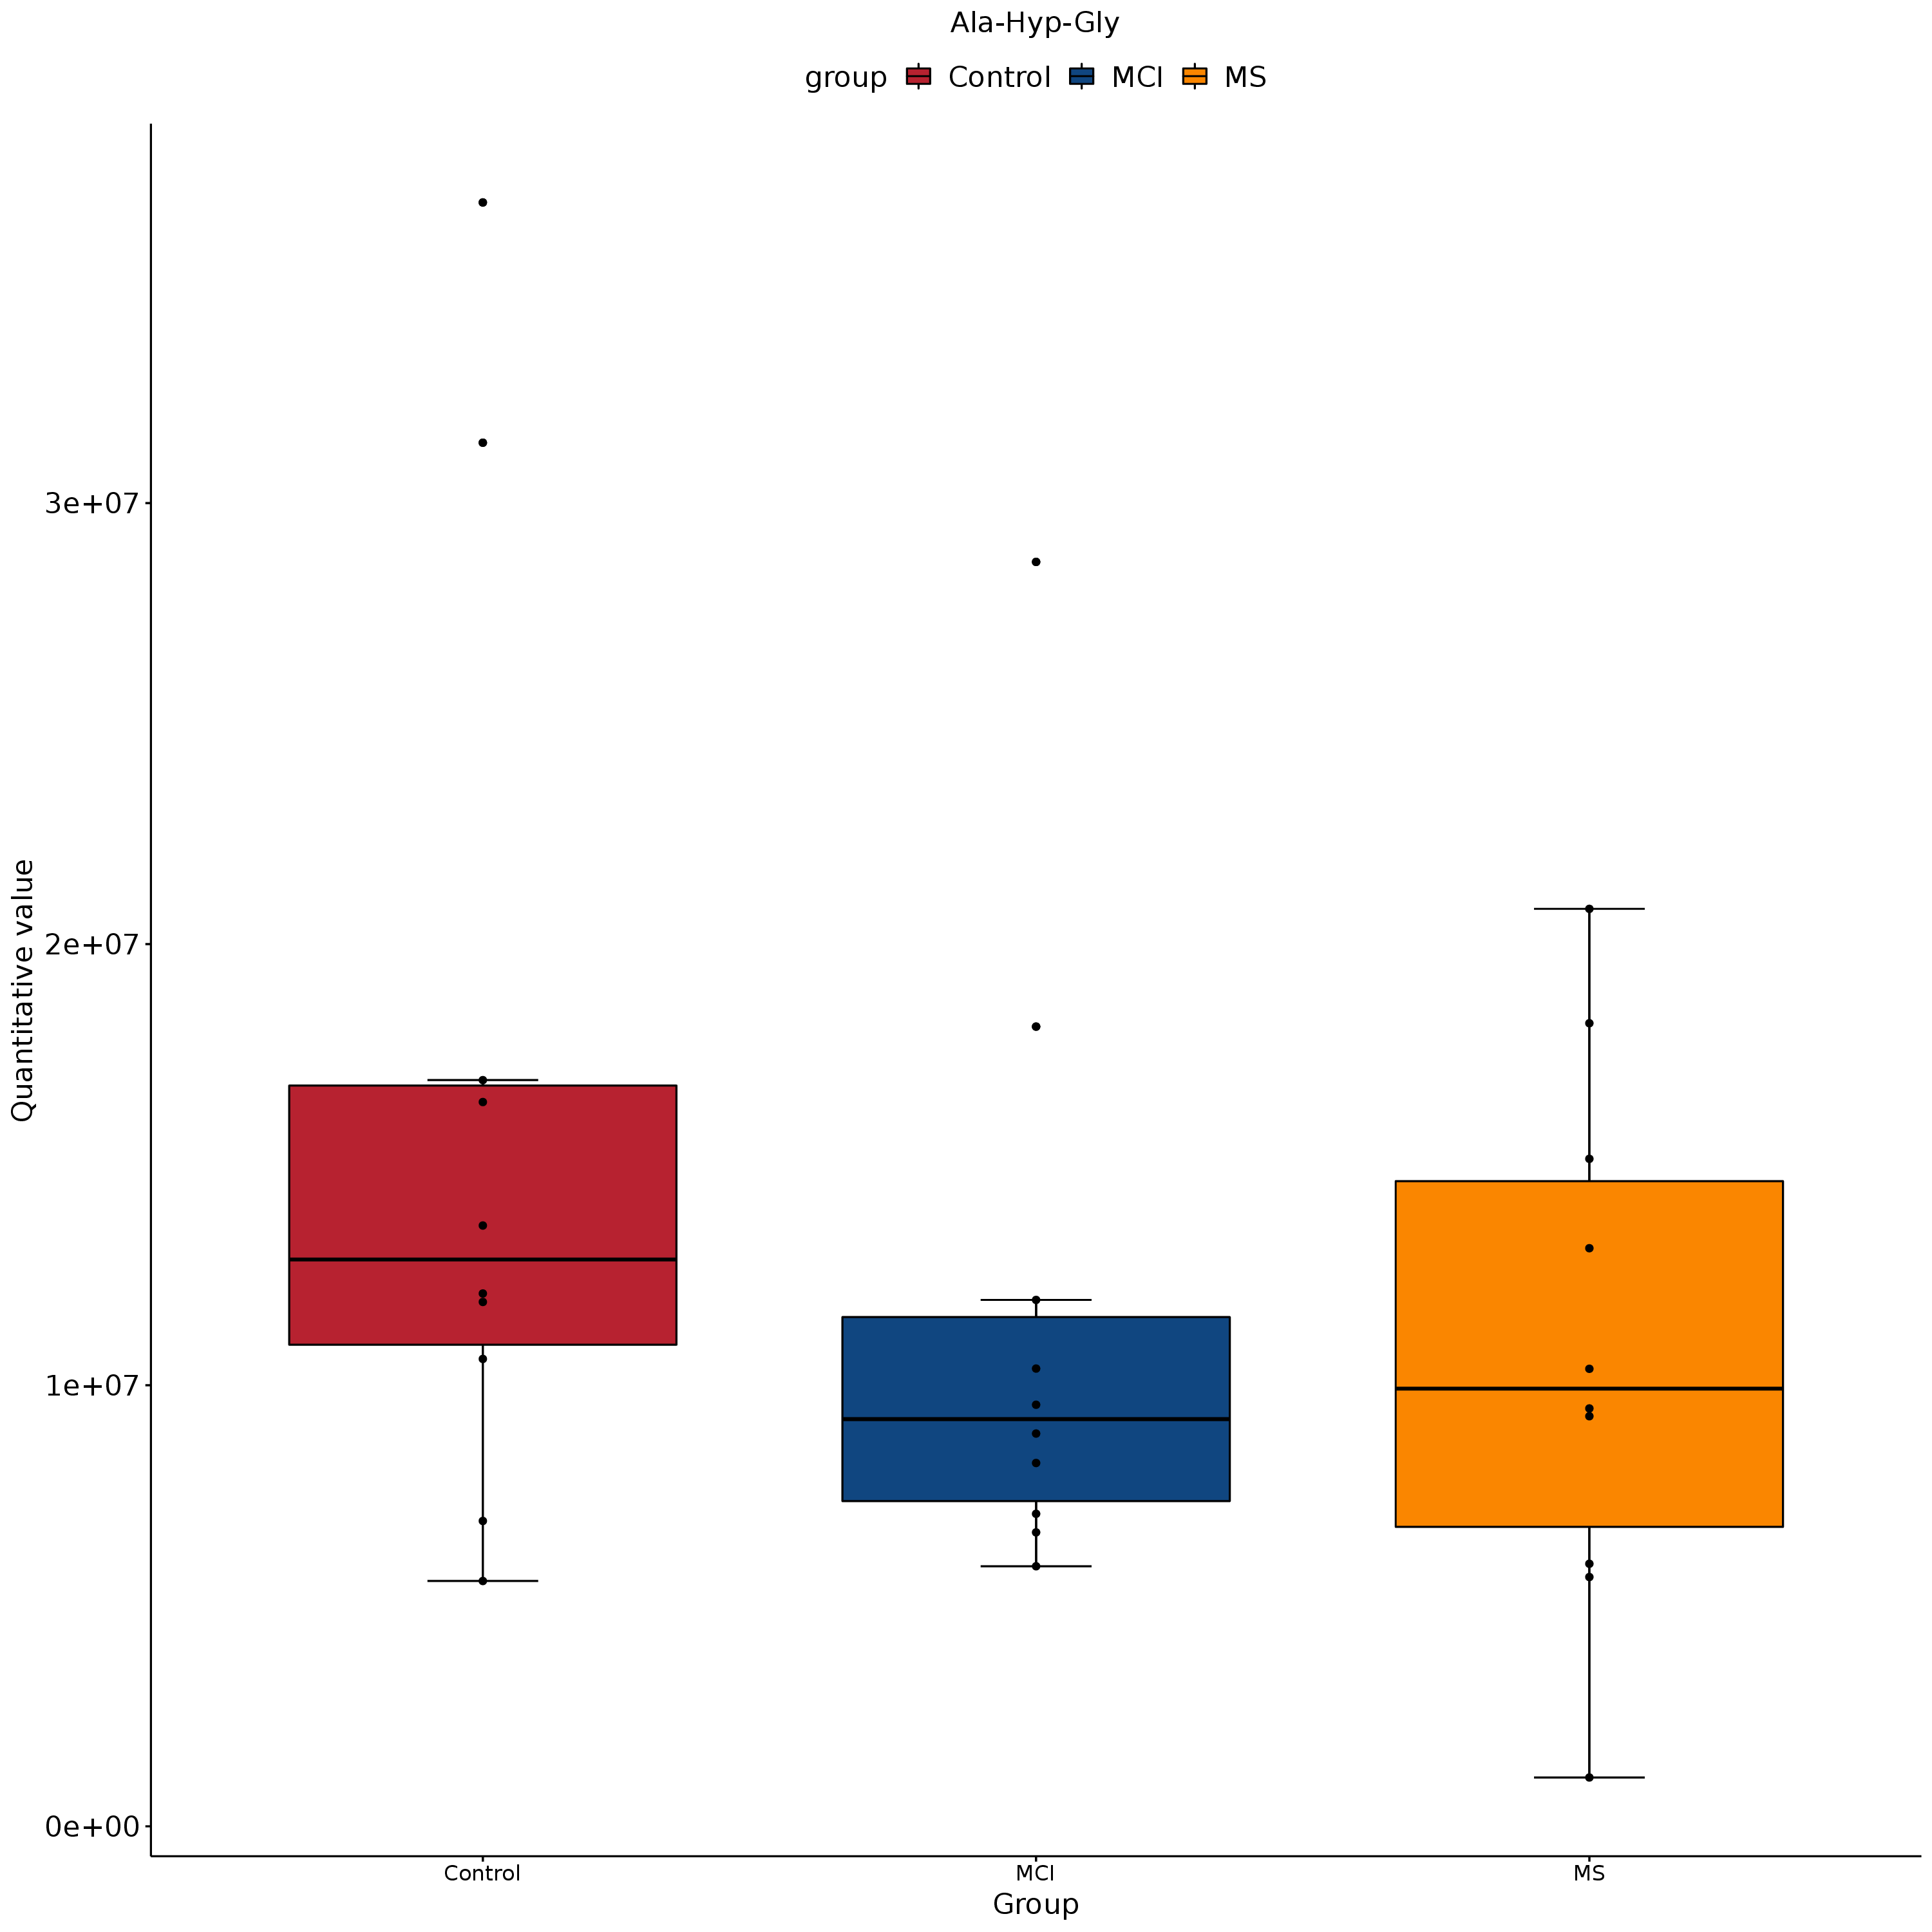 Ala-Hyp-Gly
group Control MCI MS
Quantitative value
3e+07
2e+07
1e+07
0e+00
Control MCI MS
Group